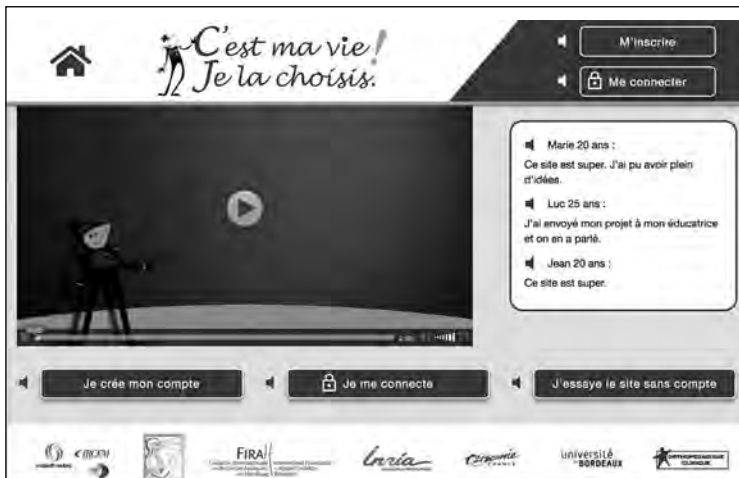 C'est ma vie !
Je la choisis.
M'inscrire
Me connecter
Marie 20 ans :
Ce site est super. J'ai pu avoir plein
d'idées.
Luc 25 ans :
J'ai envoyé mon projet à mon éducatrice
et on en a parlé.
Jean 20 ans :
Ce site est super.
Je crée mon compte
Je me connecte
J'essaye le site sans compte
FIRAH
Inria
université
de BORDEAUX
ORTHOPÉDAGOGIE
CLINIQUE